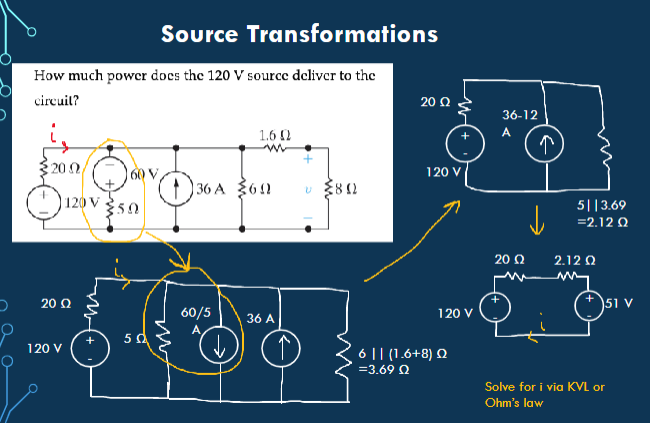 Source Transformations
How much power does the 120 V source deliver to the
circuit?
i
1.6 Ω
20 Ω
60 V
36 A
6 Ω
υ
8 Ω
120 V
5 Ω
20 Ω
36-12
A
120 V
5||3.69
=2.12 Ω
i
20 Ω
60/5
A
36 A
5 Ω
120 V
6 || (1.6+8) Ω
=3.69 Ω
20 Ω
2.12 Ω
120 V
51 V
i
Solve for i via KVL or
Ohm's law